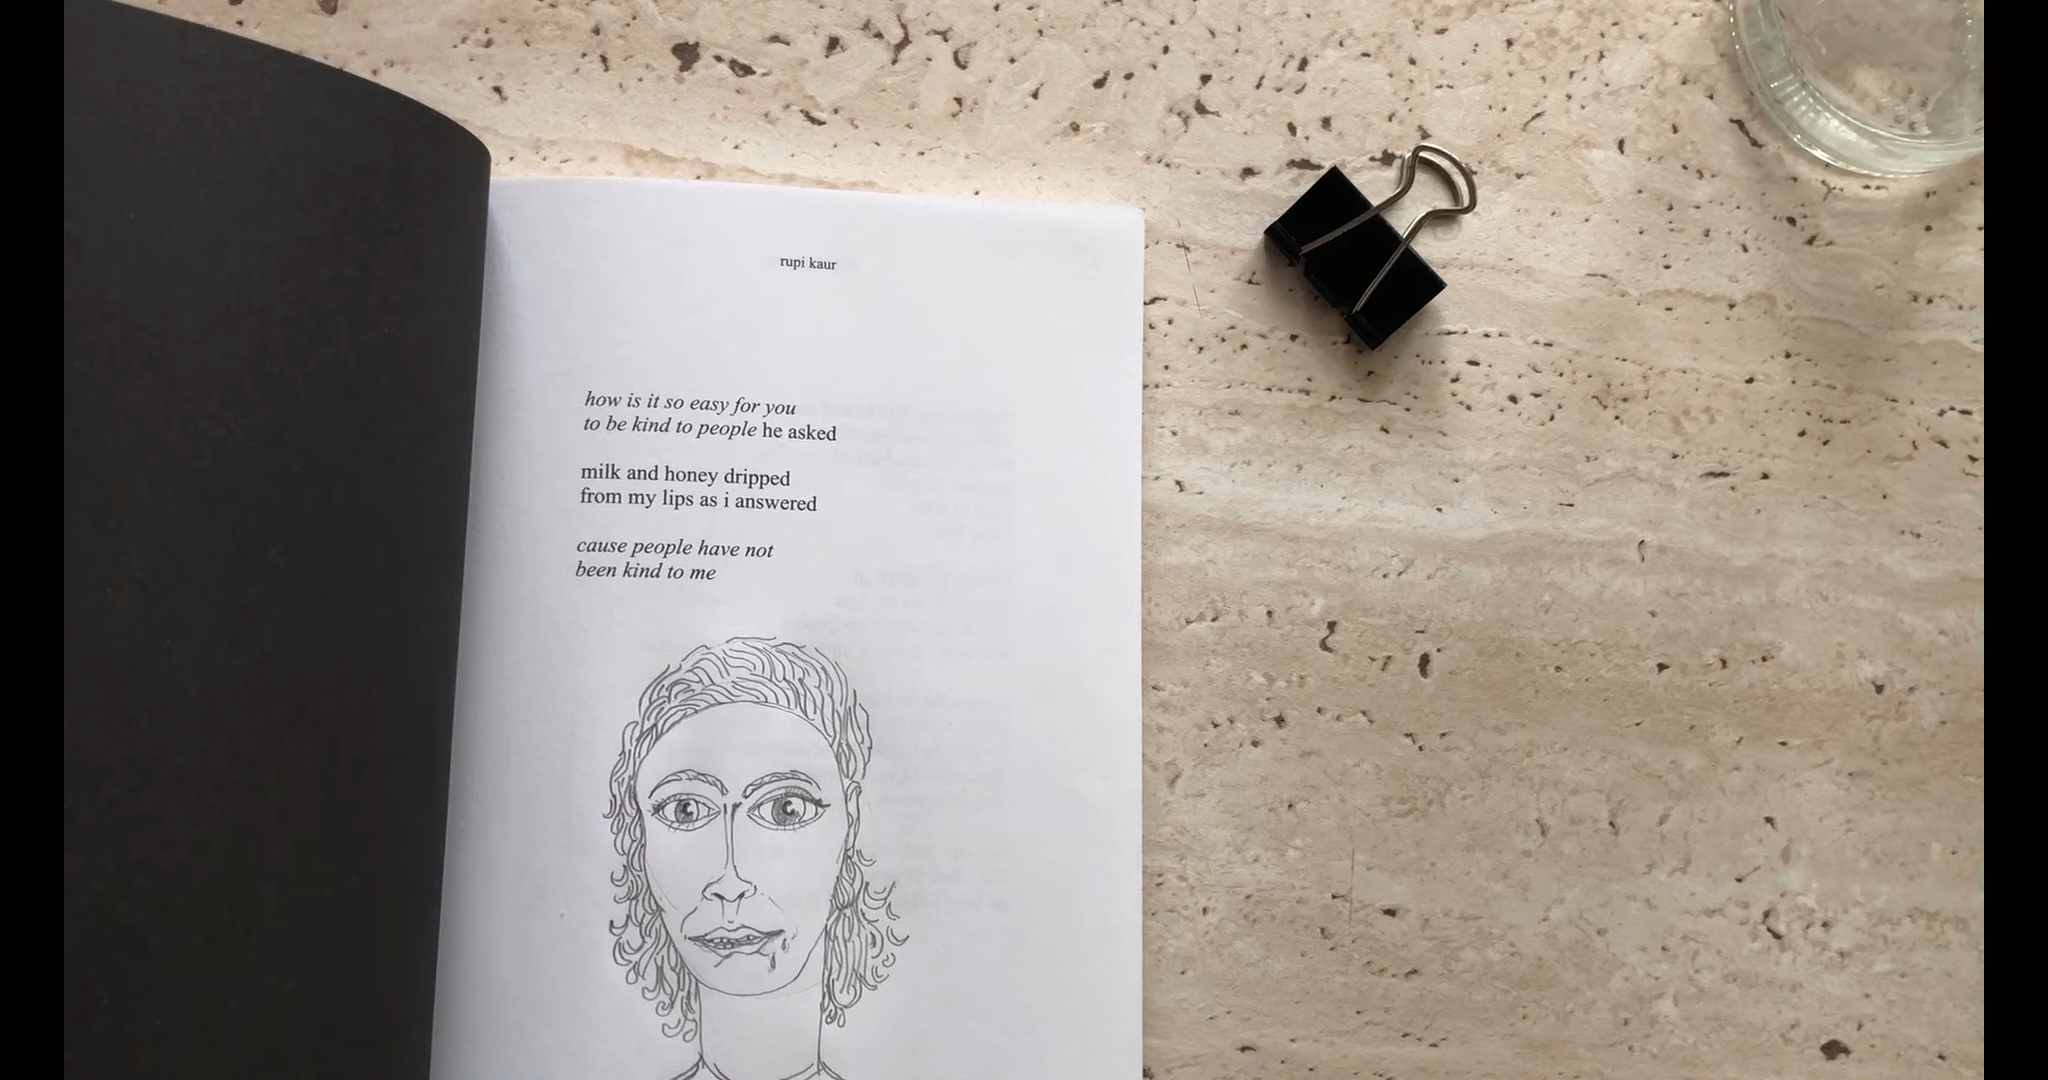 rupi kaur
how is it so easy for you
to be kind to people he asked
milk and honey dripped
from my lips as i answered
cause people have not
been kind to me